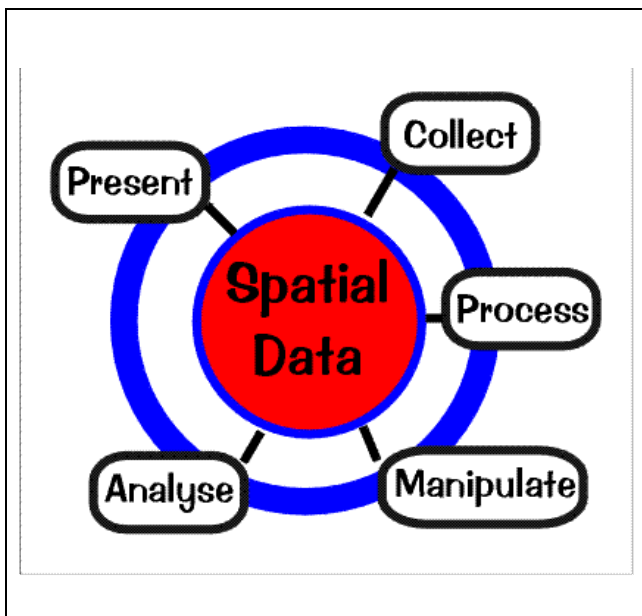 Collect
Present
Spatial
Data
Process
Analyse
Manipulate